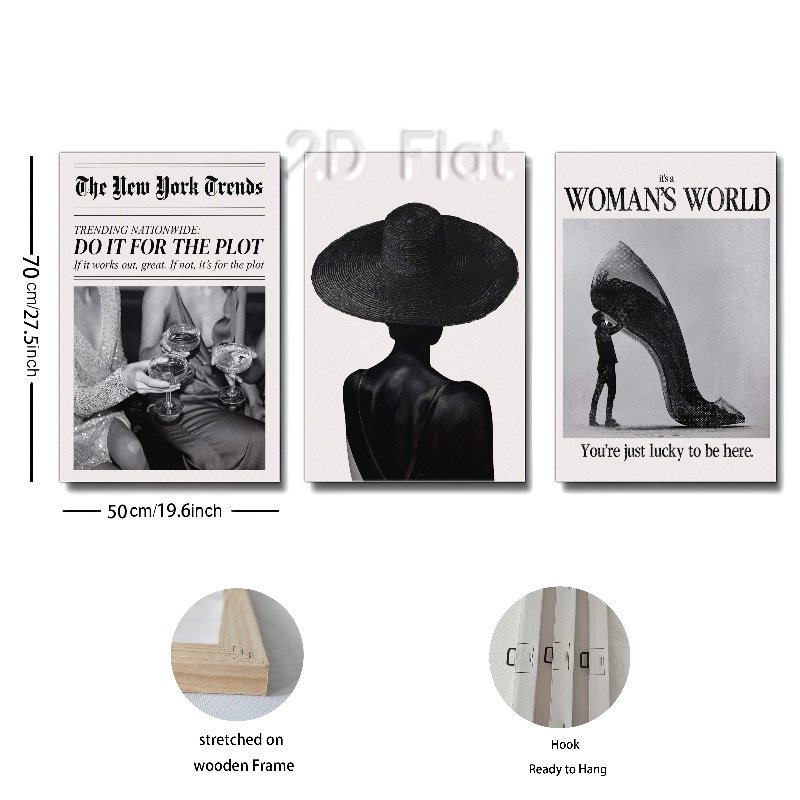 2D Flat
The New York Trends
TRENDING NATIONWIDE:
DO IT FOR THE PLOT
If it works out, great. If not, it's for the plot
it's a
WOMAN'S WORLD
You're just lucky to be here.
70cm/27.5inch
50cm/19.6inch
stretched on
wooden Frame
Hook
Ready to Hang